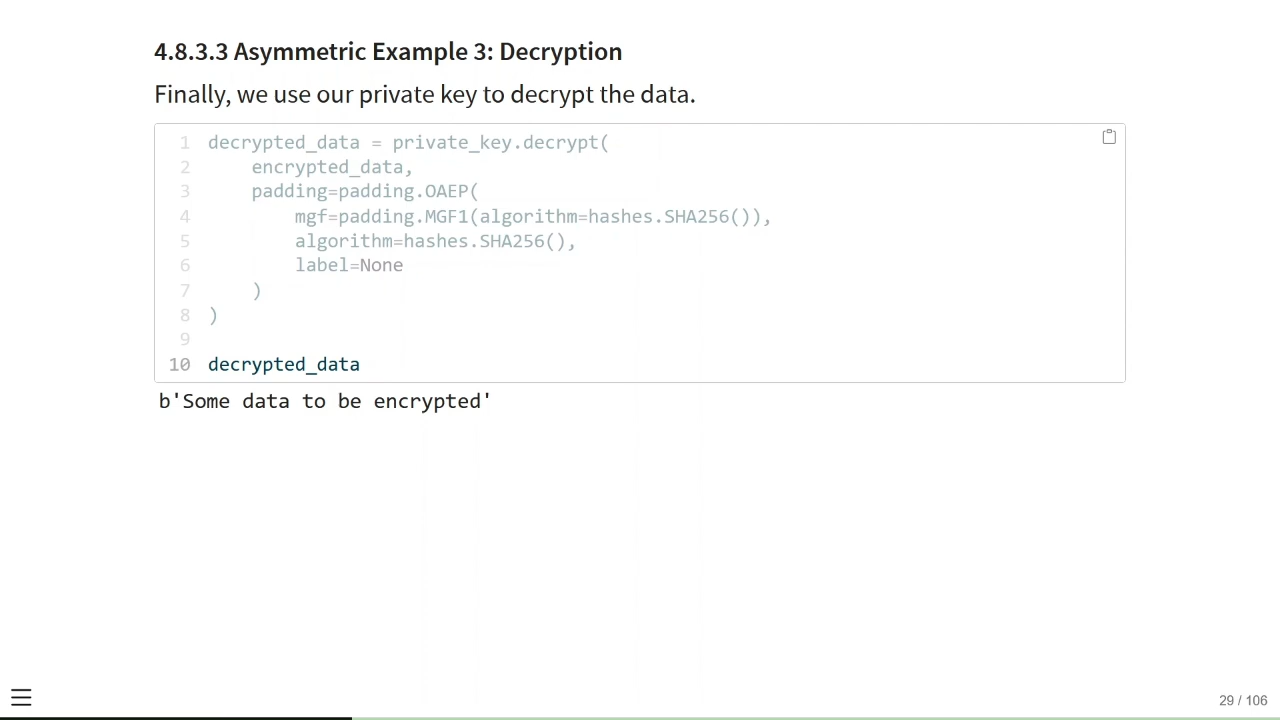 4.8.3.3 Asymmetric Example 3: Decryption
Finally, we use our private key to decrypt the data.
1 decrypted_data = private_key.decrypt(
2     encrypted_data,
3     padding=padding.OAEP(
4         mgf=padding.MGF1(algorithm=hashes.SHA256()),
5         algorithm=hashes.SHA256(),
6         label=None
7     )
8 )
9
10 decrypted_data
b'Some data to be encrypted'
29 / 106